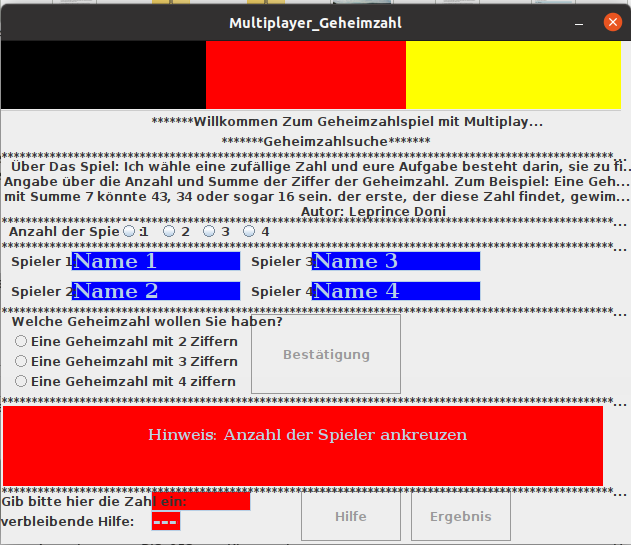 Multiplayer_Geheimzahl
*******Willkommen Zum Geheimzahlspiel mit Multiplay...
*******Geheimzahlsuche*******
Über Das Spiel: Ich wähle eine zufällige Zahl und eure Aufgabe besteht darin, sie zu fi...
Angabe über die Anzahl und Summe der Ziffer der Geheimzahl. Zum Beispiel: Eine Geh...
mit Summe 7 könnte 43, 34 oder sogar 16 sein. der erste, der diese Zahl findet, gewim...
Autor: Leprince Doni
Anzahl der Spie 1 2 3 4
Spieler 1 Name 1 Spieler 3 Name 3
Spieler 2 Name 2 Spieler 4 Name 4
Welche Geheimzahl wollen Sie haben?
Eine Geheimzahl mit 2 Ziffern
Eine Geheimzahl mit 3 Ziffern
Eine Geheimzahl mit 4 ziffern
Bestätigung
Hinweis: Anzahl der Spieler ankreuzen
Gib bitte hier die Zahl ein:
verbleibende Hilfe: ---
Hilfe Ergebnis